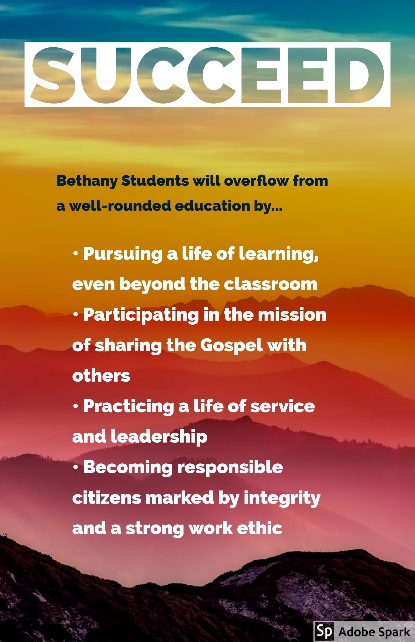 SUCCEED
Bethany Students will overflow from
a well-rounded education by...
• Pursuing a life of learning,
even beyond the classroom
• Participating in the mission
of sharing the Gospel with
others
• Practicing a life of service
and leadership
• Becoming responsible
citizens marked by integrity
and a strong work ethic
Sp Adobe Spark